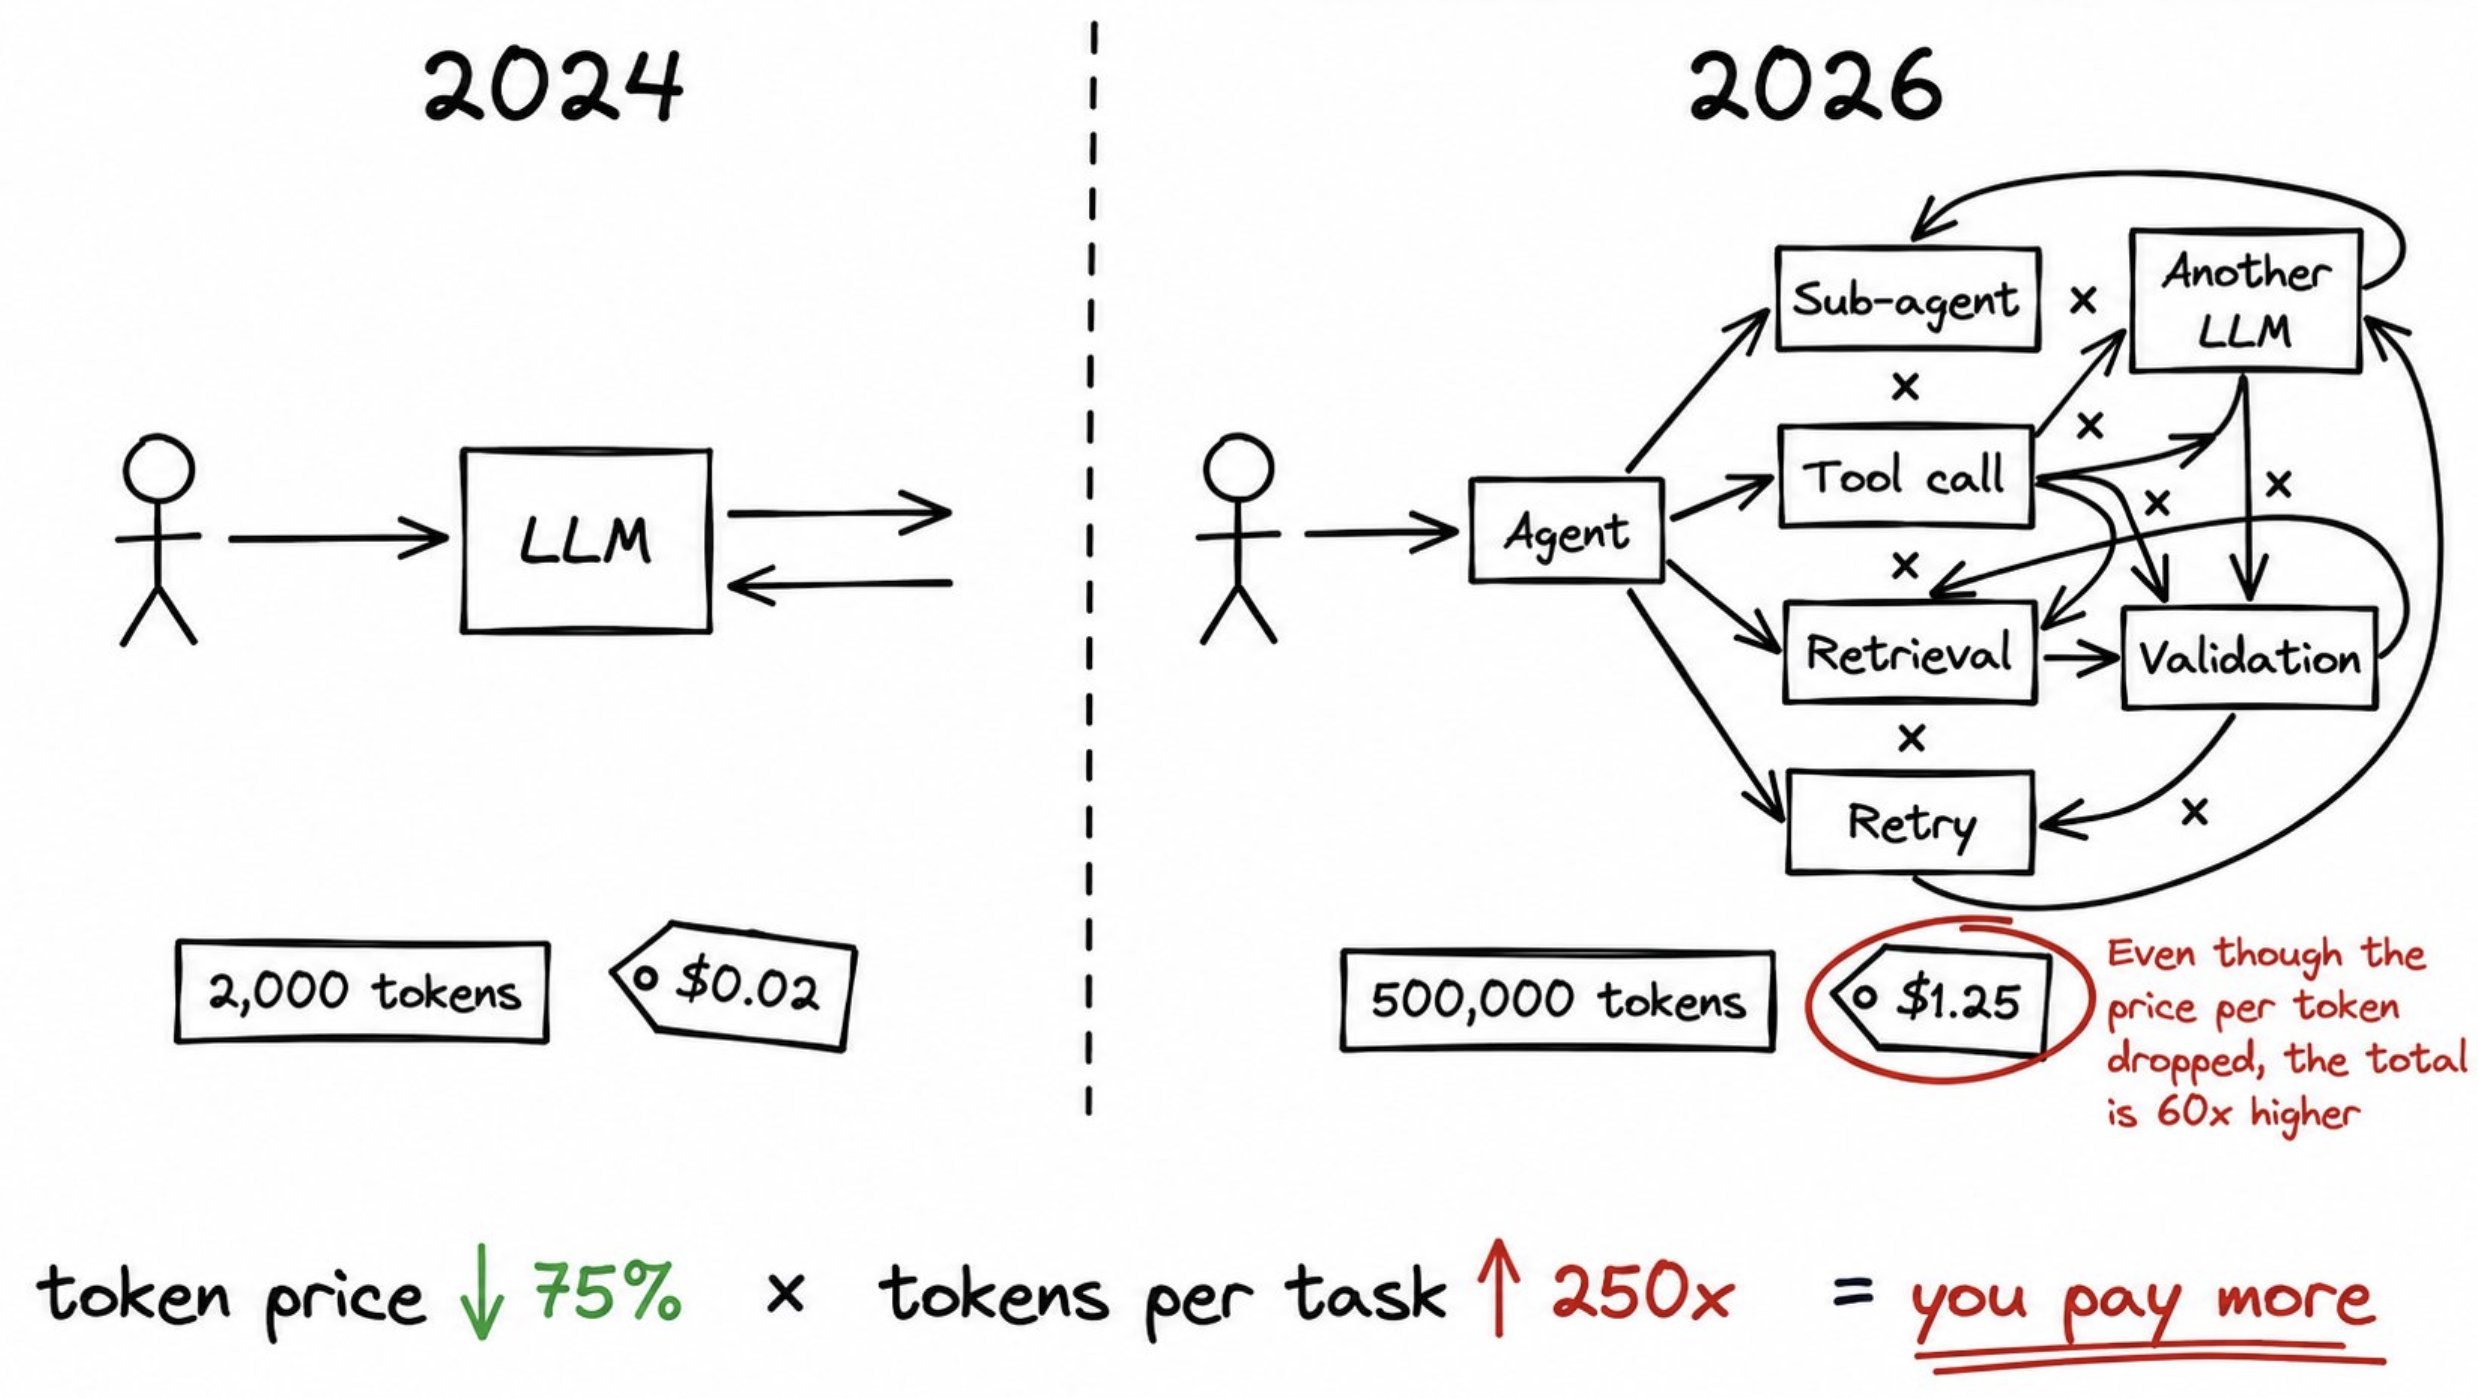 2024
LLM
2,000 tokens
$0.02
2026
Agent
Sub-agent
×
Another
LLM
×
Tool call
×
×
×
×
Retrieval
Validation
×
Retry
×
500,000 tokens
$1.25
Even though the
price per token
dropped, the total
is 60x higher
token price ↓ 75% × tokens per task ↑ 250x = you pay more